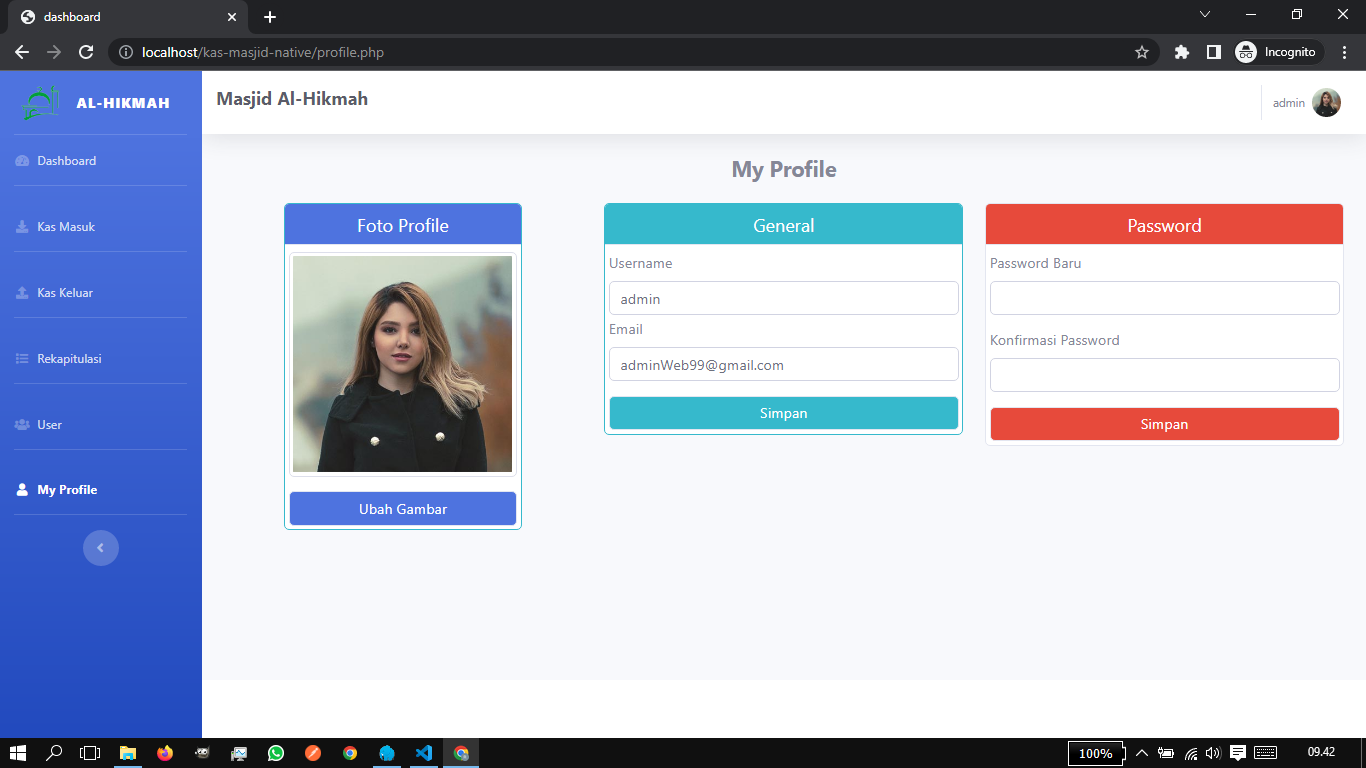 dashboard
localhost/kas-masjid-native/profile.php
Incognito
AL-HIKMAH
Masjid Al-Hikmah
admin
Dashboard
Kas Masuk
Kas Keluar
Rekapitulasi
User
My Profile
My Profile
Foto Profile
Ubah Gambar
General
Username
admin
Email
adminWeb99@gmail.com
Simpan
Password
Password Baru
Konfirmasi Password
Simpan
100%
09.42